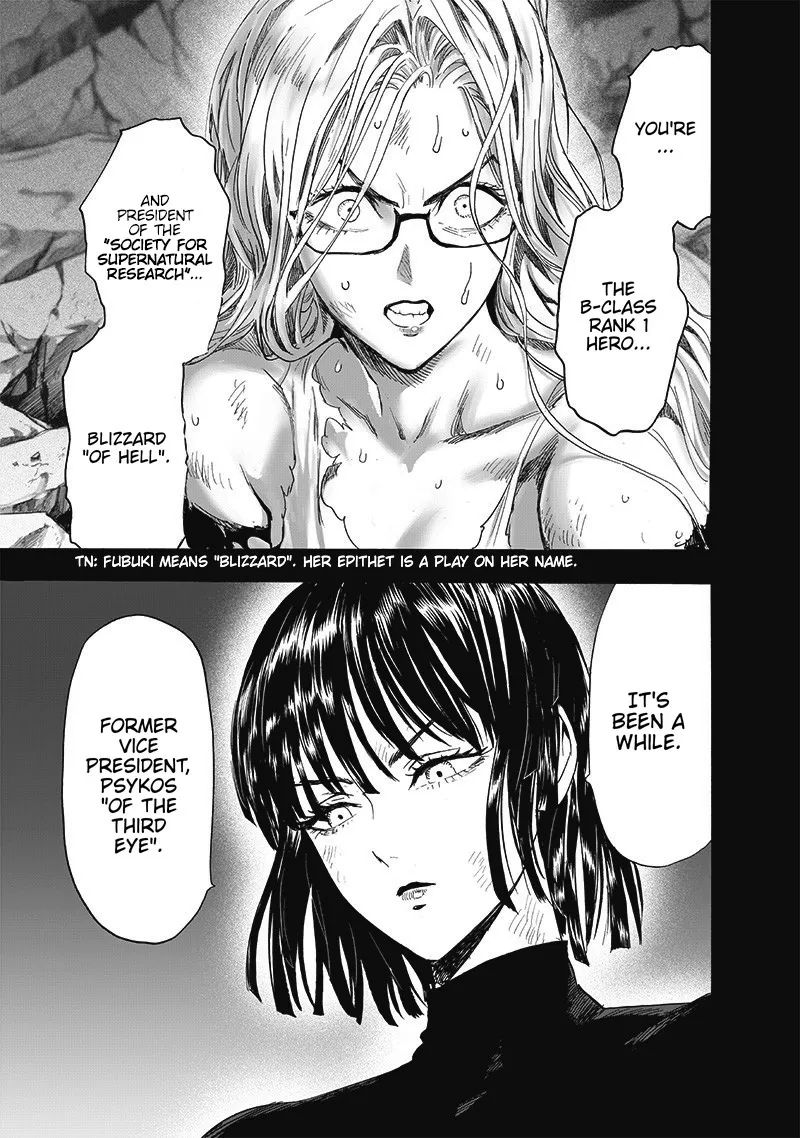 YOU'RE
...
THE
B-CLASS
RANK 1
HERO...
AND
PRESIDENT
OF THE
"SOCIETY FOR
SUPERNATURAL
RESEARCH"...
BLIZZARD
"OF HELL".
TN: FUBUKI MEANS "BLIZZARD". HER EPITHET IS A PLAY ON HER NAME.
IT'S
BEEN A
WHILE.
FORMER
VICE
PRESIDENT,
PSYKOS
"OF THE
THIRD
EYE".